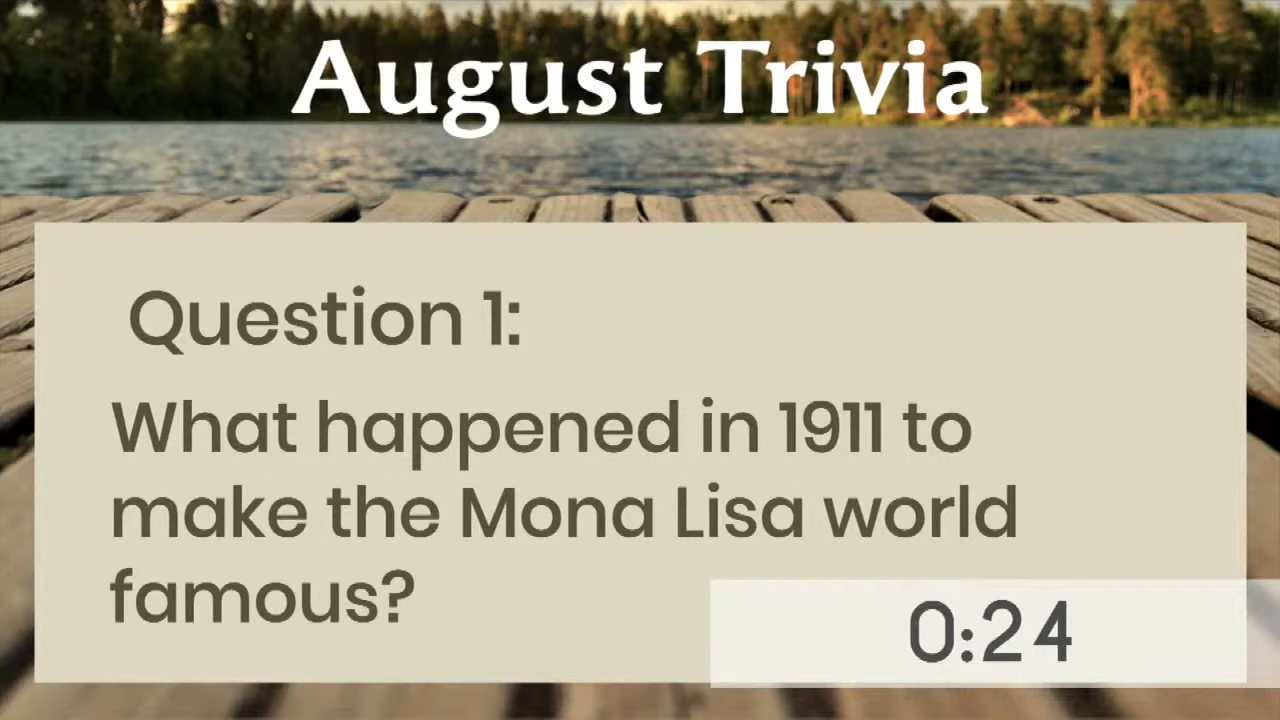 August Trivia
Question 1:
What happened in 1911 to
make the Mona Lisa world
famous?
0:24